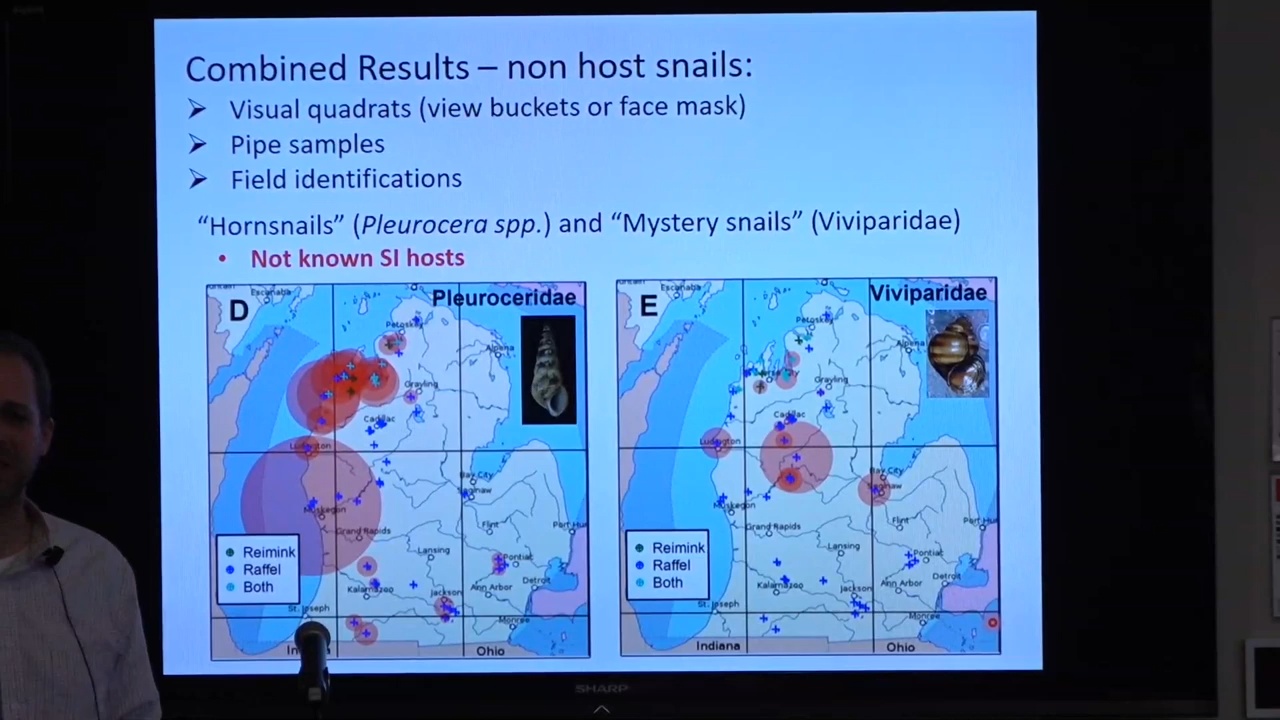 Combined Results – non host snails:
➢ Visual quadrats (view buckets or face mask)
➢ Pipe samples
➢ Field identifications
“Hornsnails” (Pleurocera spp.) and “Mystery snails” (Viviparidae)
• Not known SI hosts
D
Pleuroceridae
Escanaba
Petoskey
Alpena
Grayling
Cadillac
Ludington
Bay City
Saginaw
Muskegon
Grand Rapids
Flint
Lansing
Pontiac
Kalamazoo
Jackson
Ann Arbor
Detroit
St. Joseph
Monroe
Ohio
Reimink
Raffel
Both
E
Viviparidae
Escanaba
Petoskey
Alpena
Grayling
Cadillac
Ludington
Bay City
Saginaw
Muskegon
Grand Rapids
Flint
Lansing
Pontiac
Kalamazoo
Jackson
Ann Arbor
Detroit
St. Joseph
Monroe
Indiana
Ohio
Reimink
Raffel
Both
SHARP